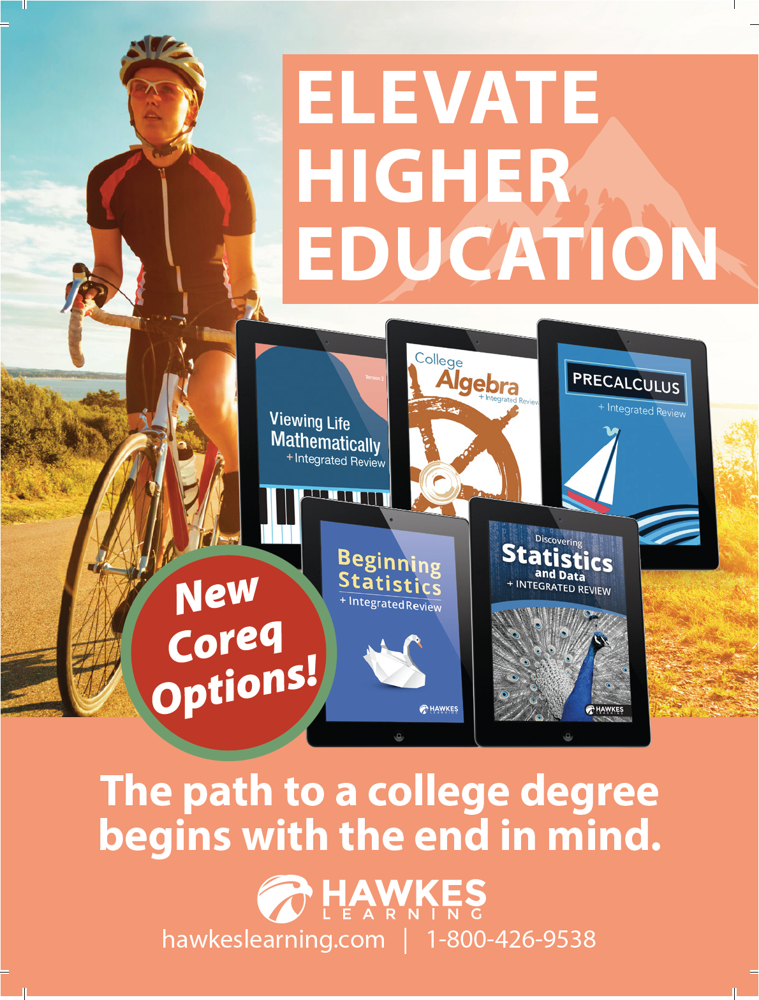 ELEVATE
HIGHER
EDUCATION
Version 2
Viewing Life
Mathematically
+Integrated Review
College
Algebra
+ Integrated Review
PRECALCULUS
+ Integrated Review
Beginning
Statistics
+ Integrated Review
HAWKES
LEARNING
Discovering
Statistics
and Data
+ INTEGRATED REVIEW
HAWKES
LEARNING
New
Coreq
Options!
The path to a college degree
begins with the end in mind.
HAWKES
LEARNING
hawkeslearning.com | 1-800-426-9538